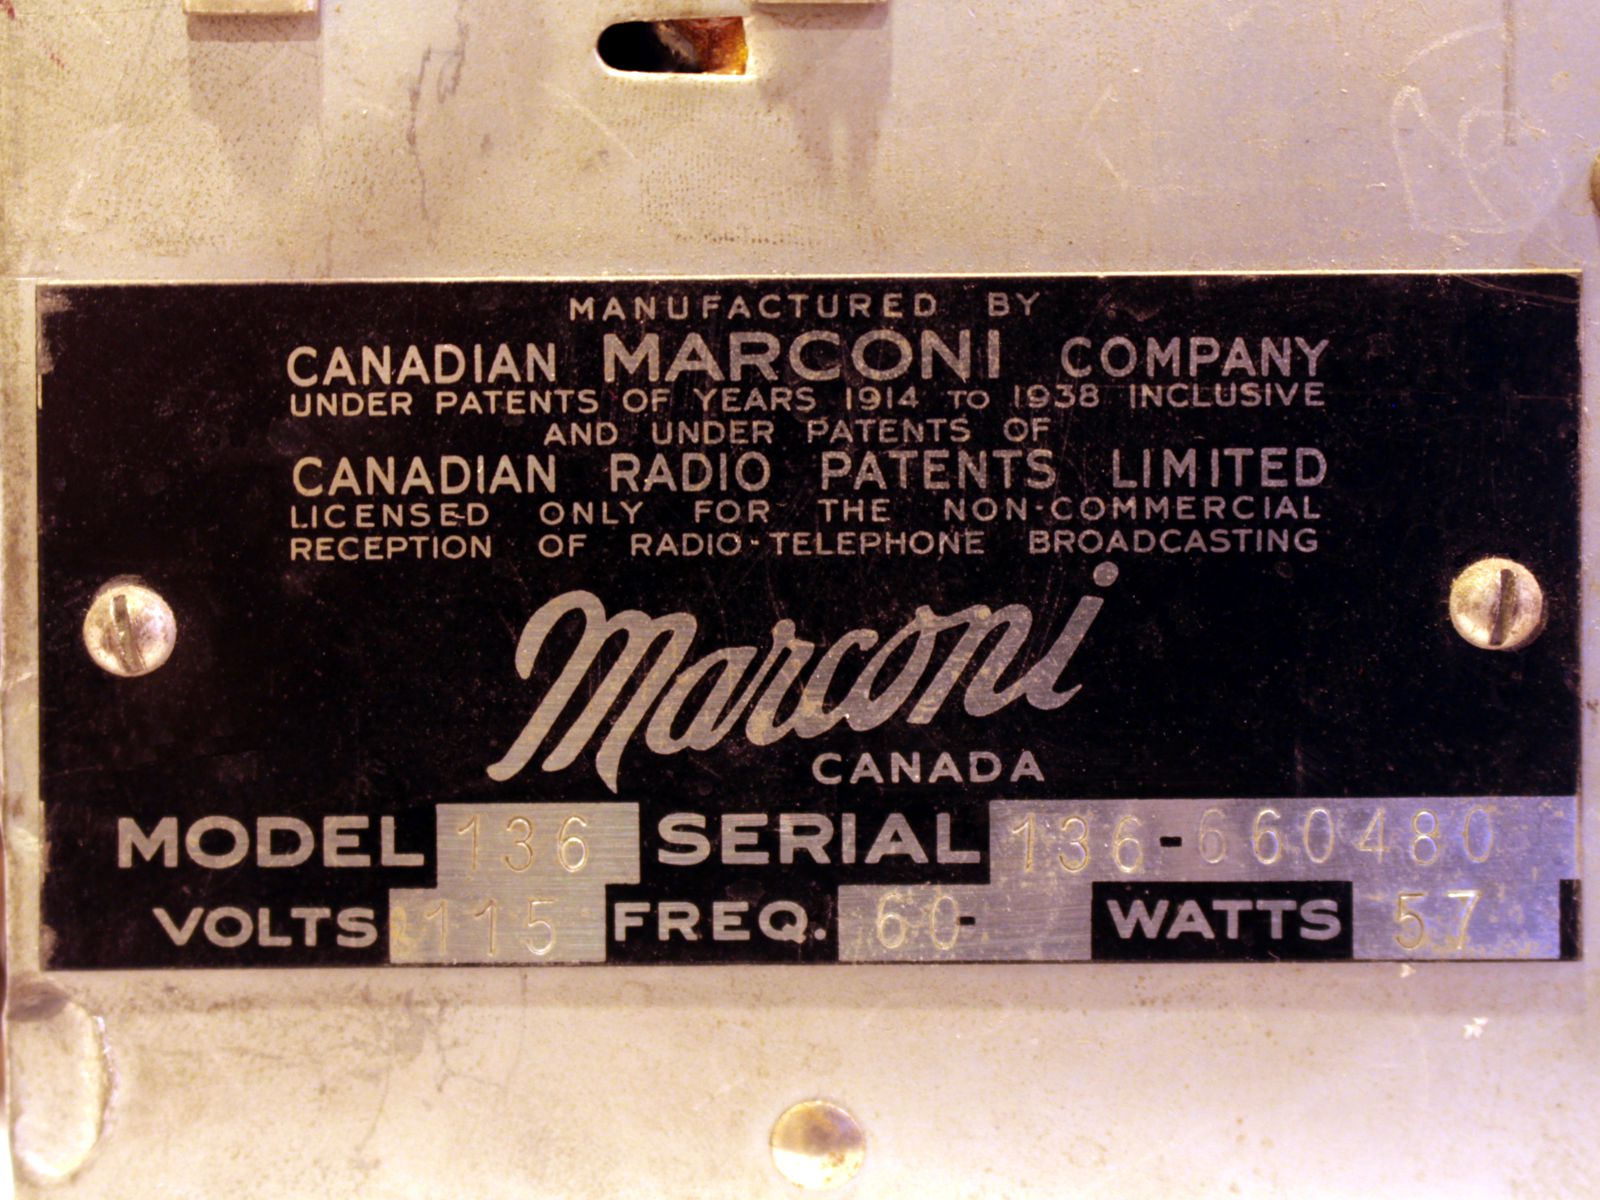 MANUFACTURED BY
CANADIAN MARCONI COMPANY
UNDER PATENTS OF YEARS 1914 TO 1938 INCLUSIVE
AND UNDER PATENTS OF
CANADIAN RADIO PATENTS LIMITED
LICENSED ONLY FOR THE NON-COMMERCIAL
RECEPTION OF RADIO-TELEPHONE BROADCASTING
Marconi
CANADA
MODEL 136 SERIAL 136-660480
VOLTS 115 FREQ. 60- WATTS 57